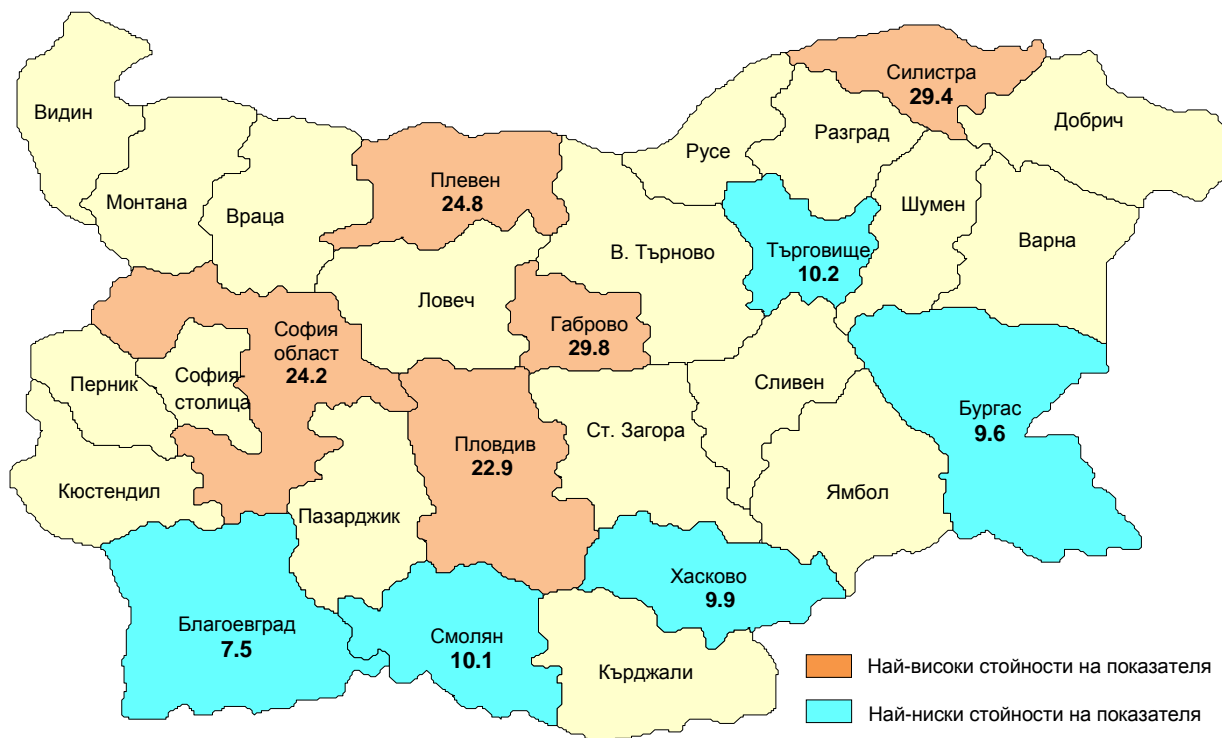 Силистра
29.4
Видин
Добрич
Разград
Русе
Плевен
24.8
Монтана
Враца
Шумен
Варна
В. Търново
Търговище
10.2
Ловеч
Габрово
29.8
София
област
24.2
Перник
София-
столица
Сливен
Бургас
9.6
Ст. Загора
Пловдив
22.9
Кюстендил
Ямбол
Пазарджик
Хасково
9.9
Благоевград
7.5
Смолян
10.1
Кърджали
Най-високи стойности на показателя
Най-ниски стойности на показателя